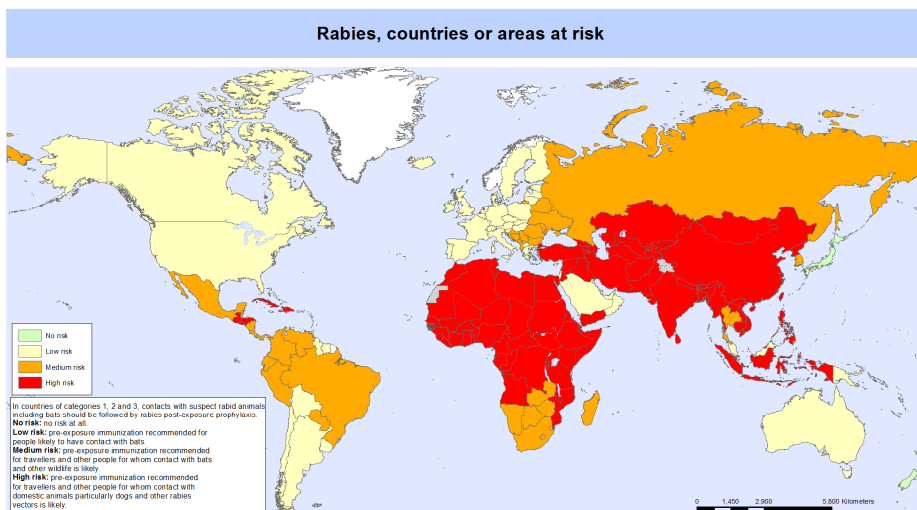 Rabies, countries or areas at risk
No risk
Low risk
Medium risk
High risk
In countries of categories 1, 2 and 3, contacts with suspect rabid animals
including bats should be followed by rabies post-exposure prophylaxis.
No risk: no risk at all.
Low risk: pre-exposure immunization recommended for
people likely to have contact with bats.
Medium risk: pre-exposure immunization recommended
for travellers and other people for whom contact with bats
and other wildlife is likely.
High risk: pre-exposure immunization recommended
for travellers and other people for whom contact with
domestic animals particularly dogs and other rabies
vectors is likely.
0 1,450 2,900 5,800 Kilometers